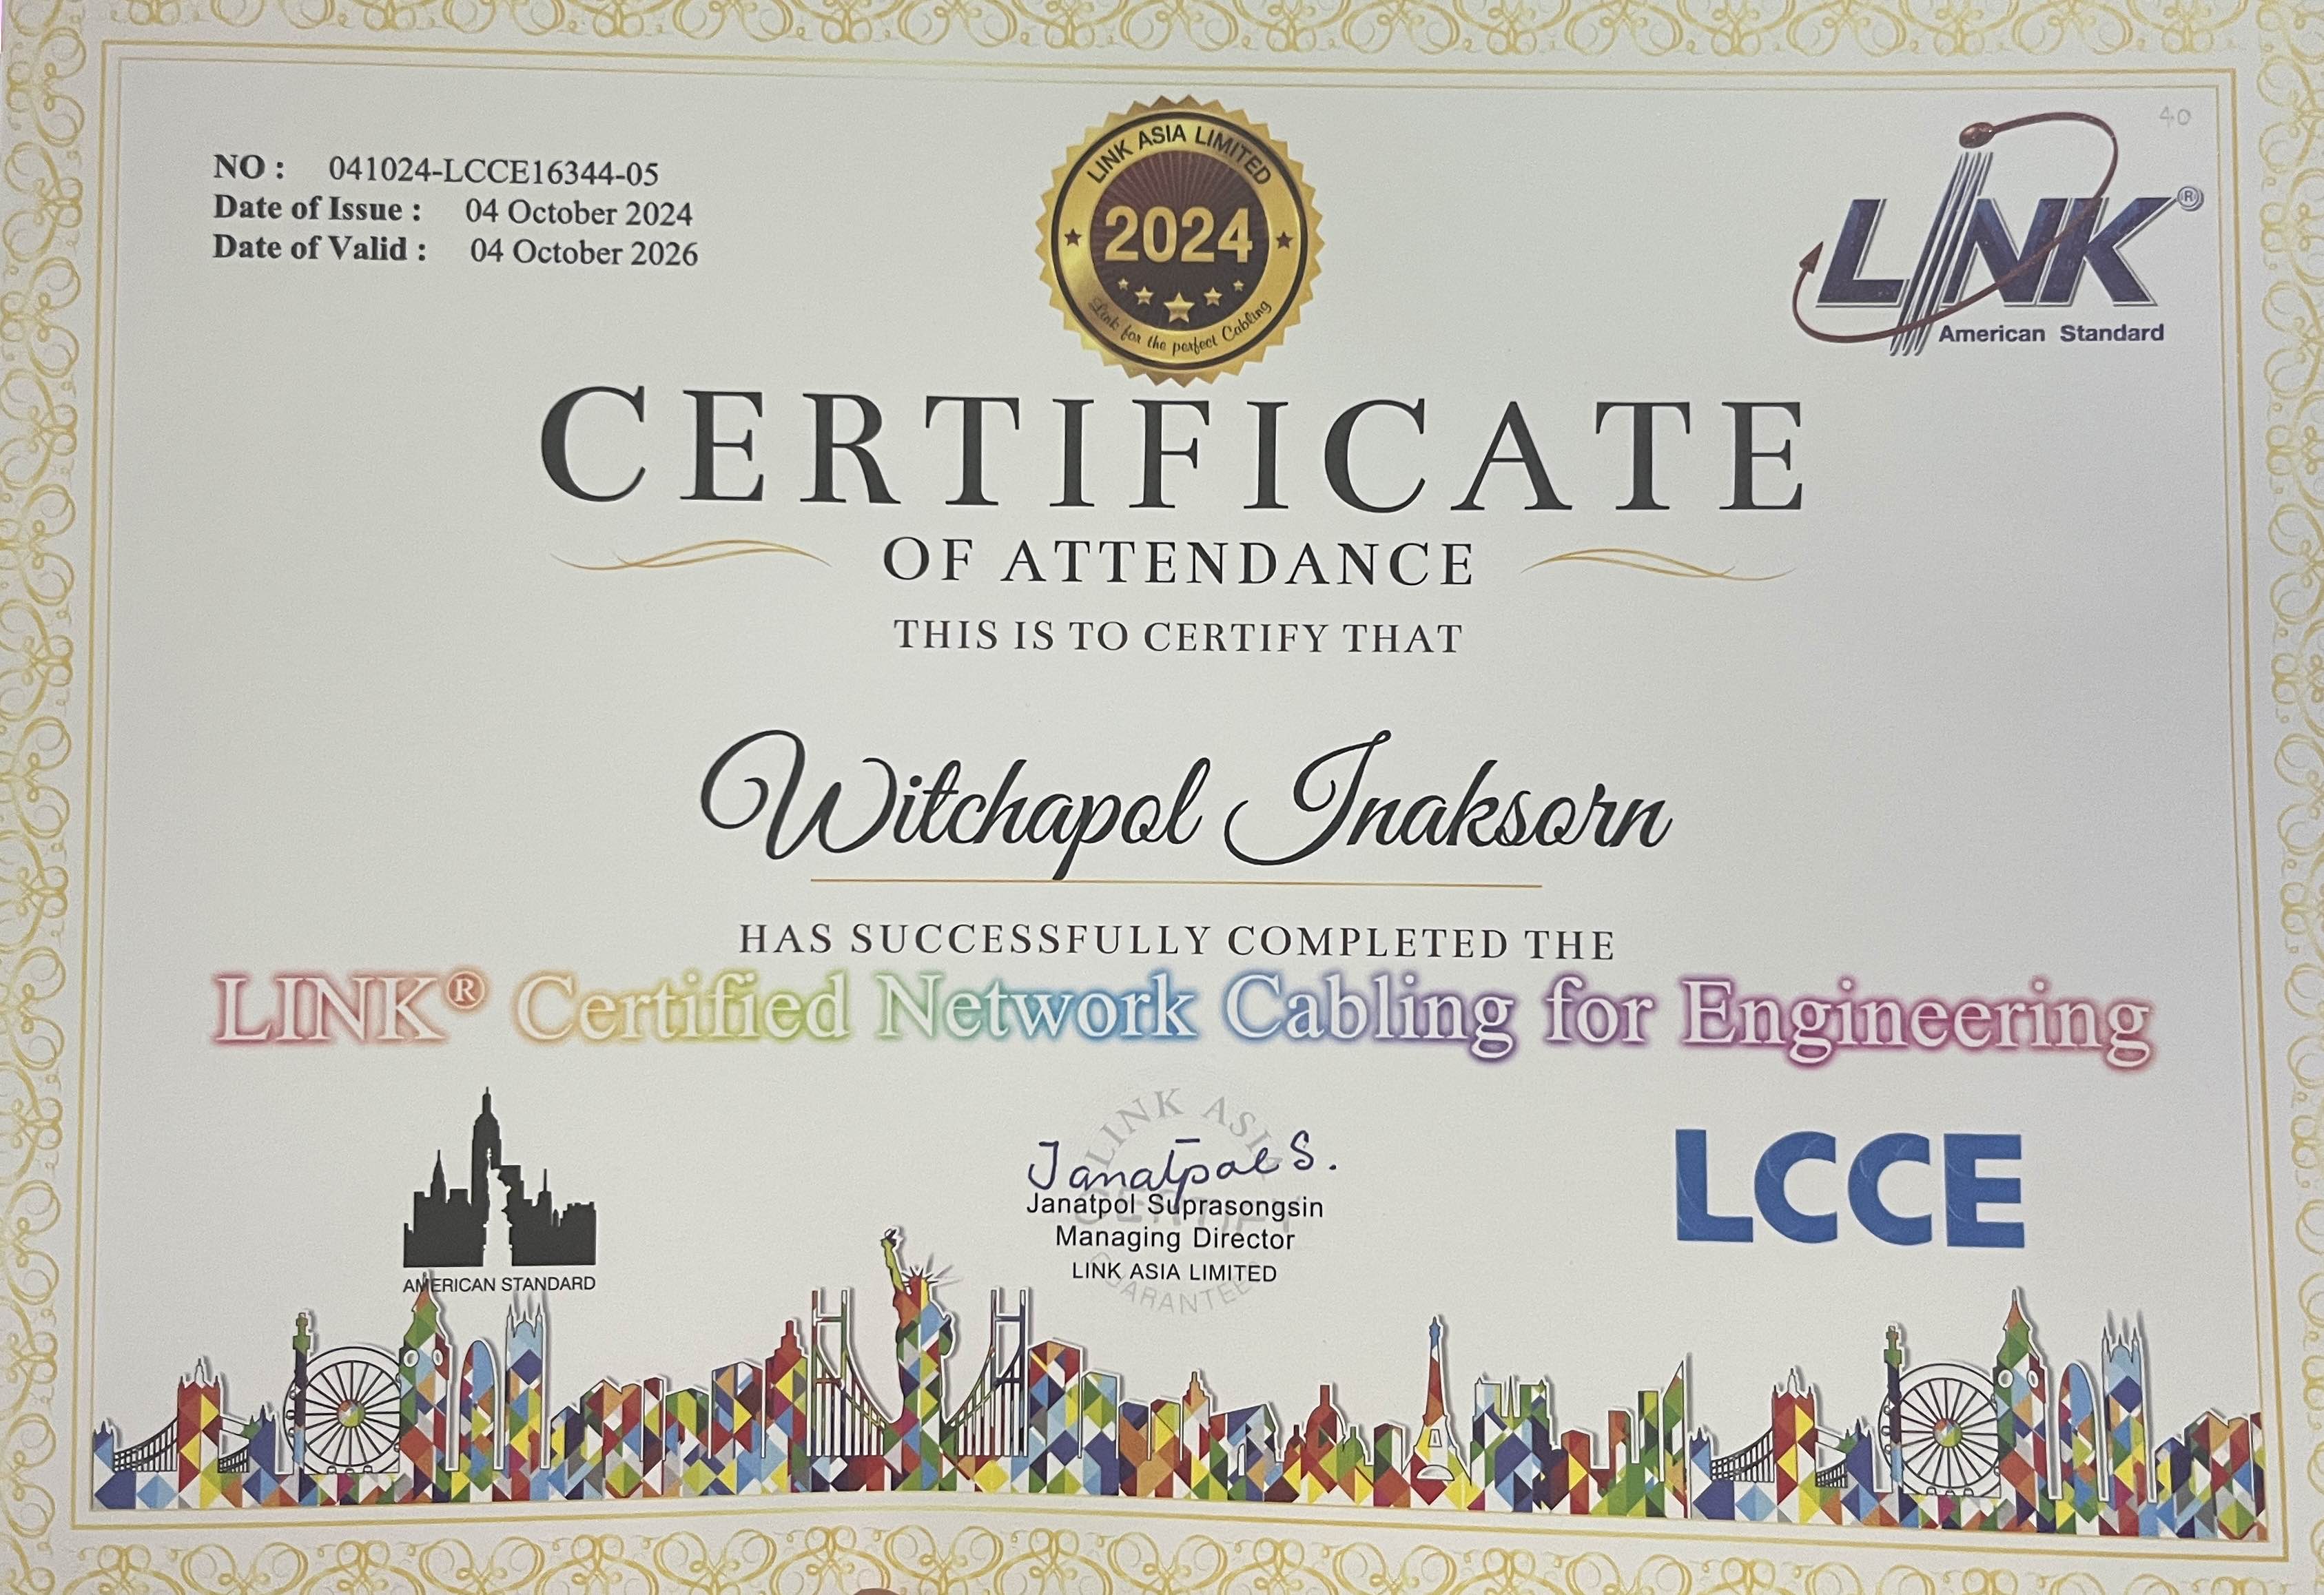 NO : 041024-LCCE16344-05
Date of Issue : 04 October 2024
Date of Valid : 04 October 2026
LINK ASIA LIMITED
2024
Link for the perfect Cabling
40
LINK®
American Standard
CERTIFICATE
OF ATTENDANCE
THIS IS TO CERTIFY THAT
Witchapol Inaksorn
HAS SUCCESSFULLY COMPLETED THE
LINK® Certified Network Cabling for Engineering
AMERICAN STANDARD
LINK ASIA
CERTIFY
GUARANTEE
Janatpol S.
Janatpol Suprasongsin
Managing Director
LINK ASIA LIMITED
LCCE